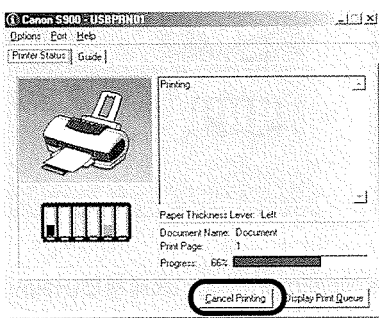 Canon S900 - USBPRN01
Options Port Help
Printer Status Guide
Printing
Paper Thickness Lever: Left
Document Name: Document
Print Page: 1
Progress: 66%
Cancel Printing Display Print Queue